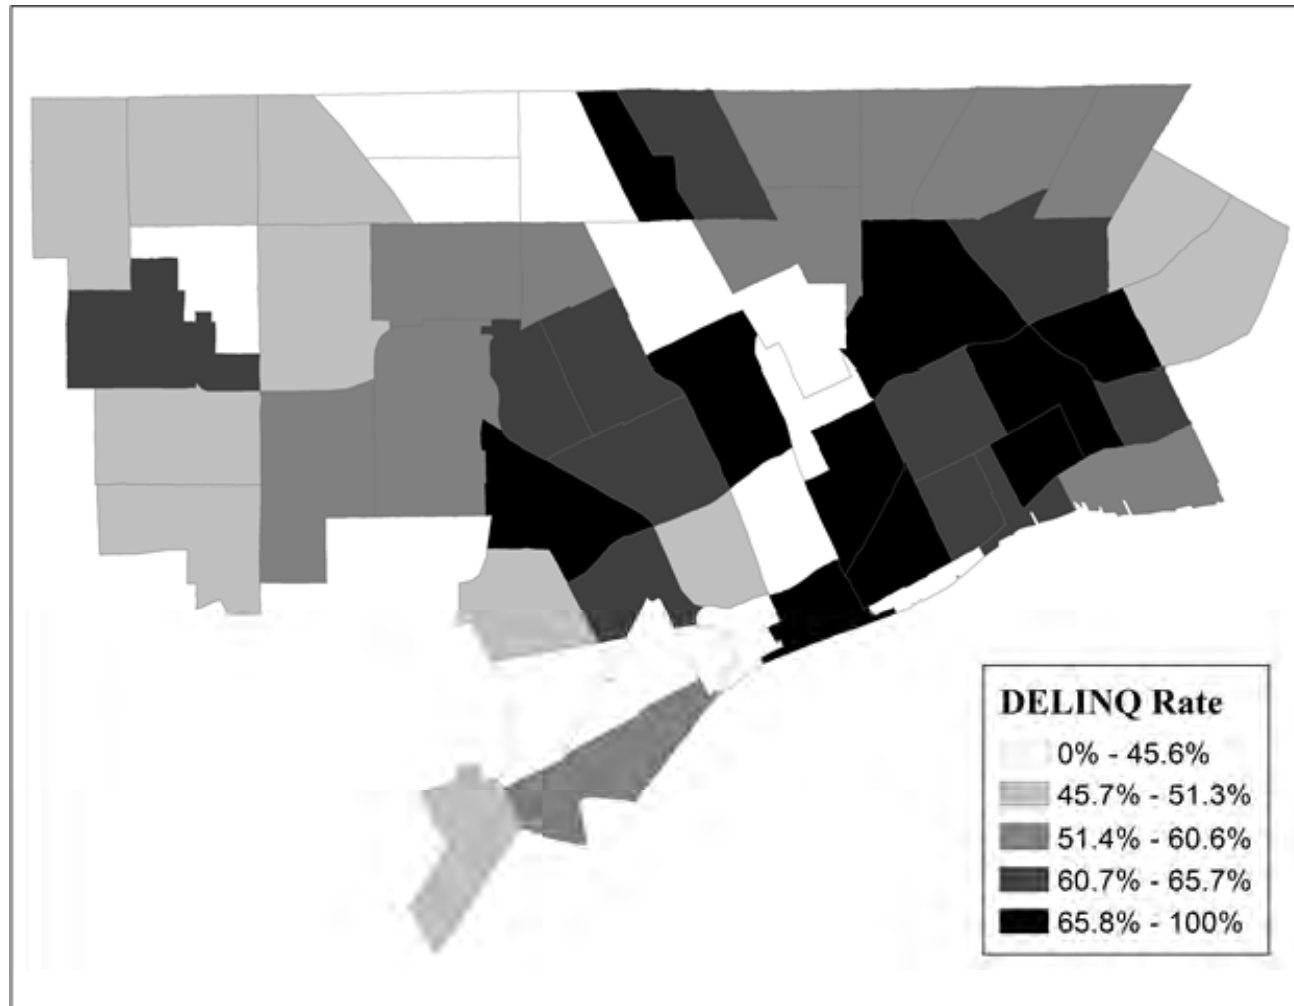 DELINQ Rate
0% - 45.6%
45.7% - 51.3%
51.4% - 60.6%
60.7% - 65.7%
65.8% - 100%